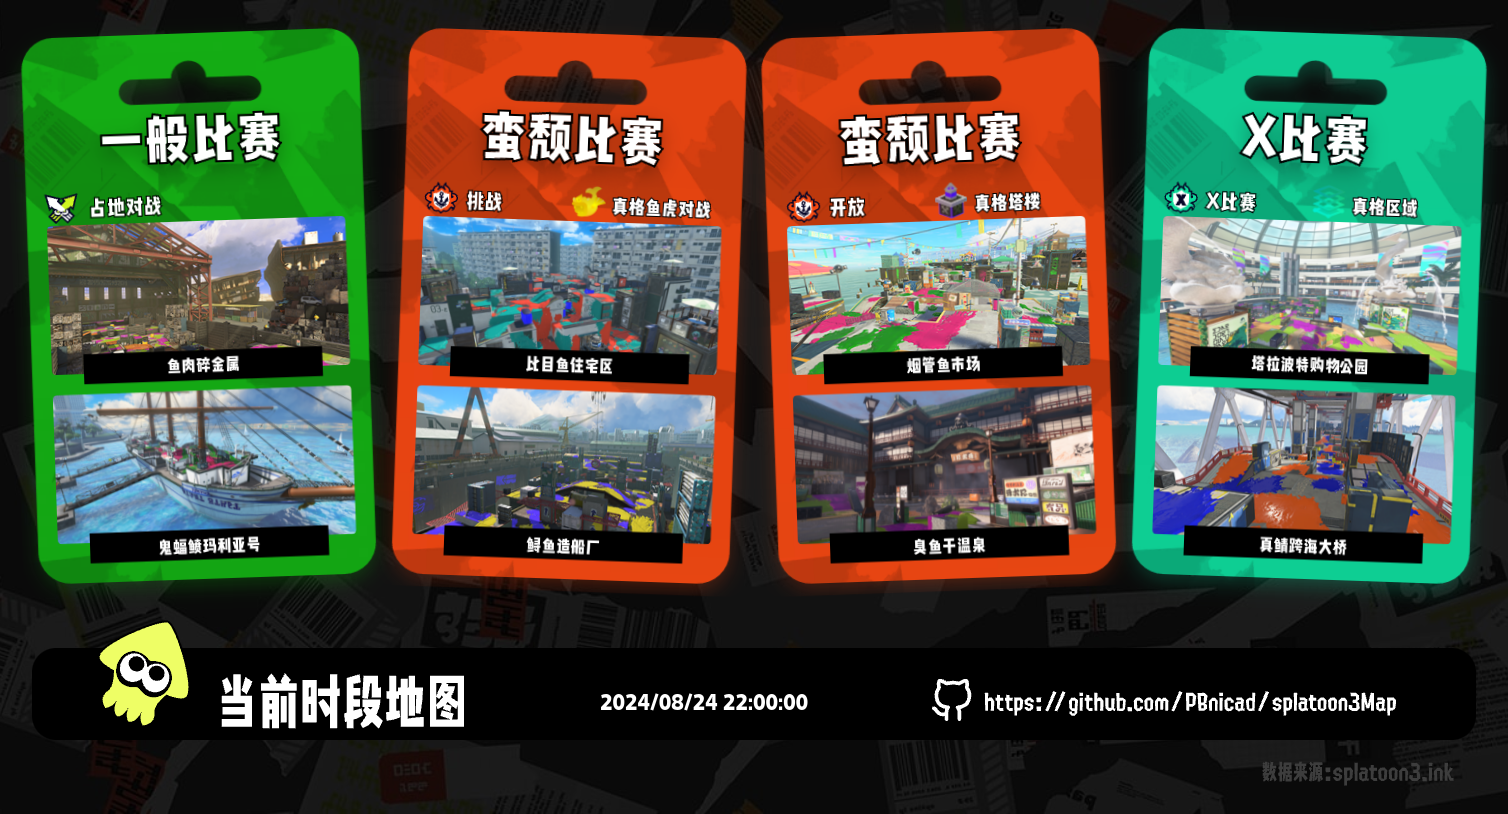 一般比赛
占地对战
鱼肉碎金属
鬼蝠鲼玛利亚号
蛮颓比赛
挑战
真格鱼虎对战
比目鱼住宅区
鲟鱼造船厂
蛮颓比赛
开放
真格塔楼
烟管鱼市场
臭鱼干温泉
X比赛
X比赛
真格区域
塔拉波特购物公园
真鲭跨海大桥
当前时段地图
2024/08/24 22:00:00
https://github.com/PBnicad/splatoon3Map
数据来源:splatoon3.ink